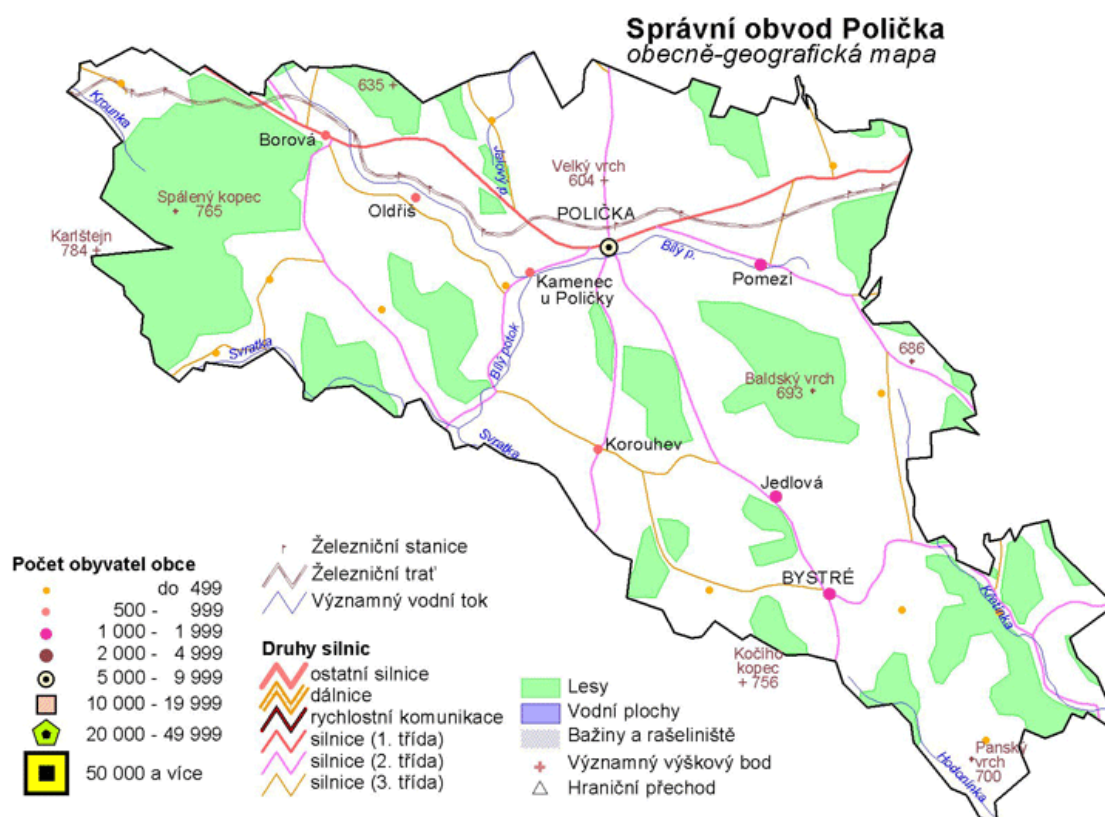 Správní obvod Polička
obecně-geografická mapa
635
Krounka
Borová
Jalový p.
Velký vrch
604
Spálený kopec
765
Oldřiš
POLIČKA
Karlštejn
784
Bílý p.
Kamenec
u Poličky
Pomezí
Svratka
Bílý potok
686
Baldský vrch
693
Svratka
Korouhev
Jedlová
BYSTRÉ
Křetínka
Kočího
kopec
756
Panský
vrch
700
Hodonínka
Počet obyvatel obce
do 499
500 - 999
1 000 - 1 999
2 000 - 4 999
5 000 - 9 999
10 000 - 19 999
20 000 - 49 999
50 000 a více
Železniční stanice
Železniční trať
Významný vodní tok
Druhy silnic
ostatní silnice
dálnice
rychlostní komunikace
silnice (1. třída)
silnice (2. třída)
silnice (3. třída)
Lesy
Vodní plochy
Bažiny a rašeliniště
Významný výškový bod
Hraniční přechod